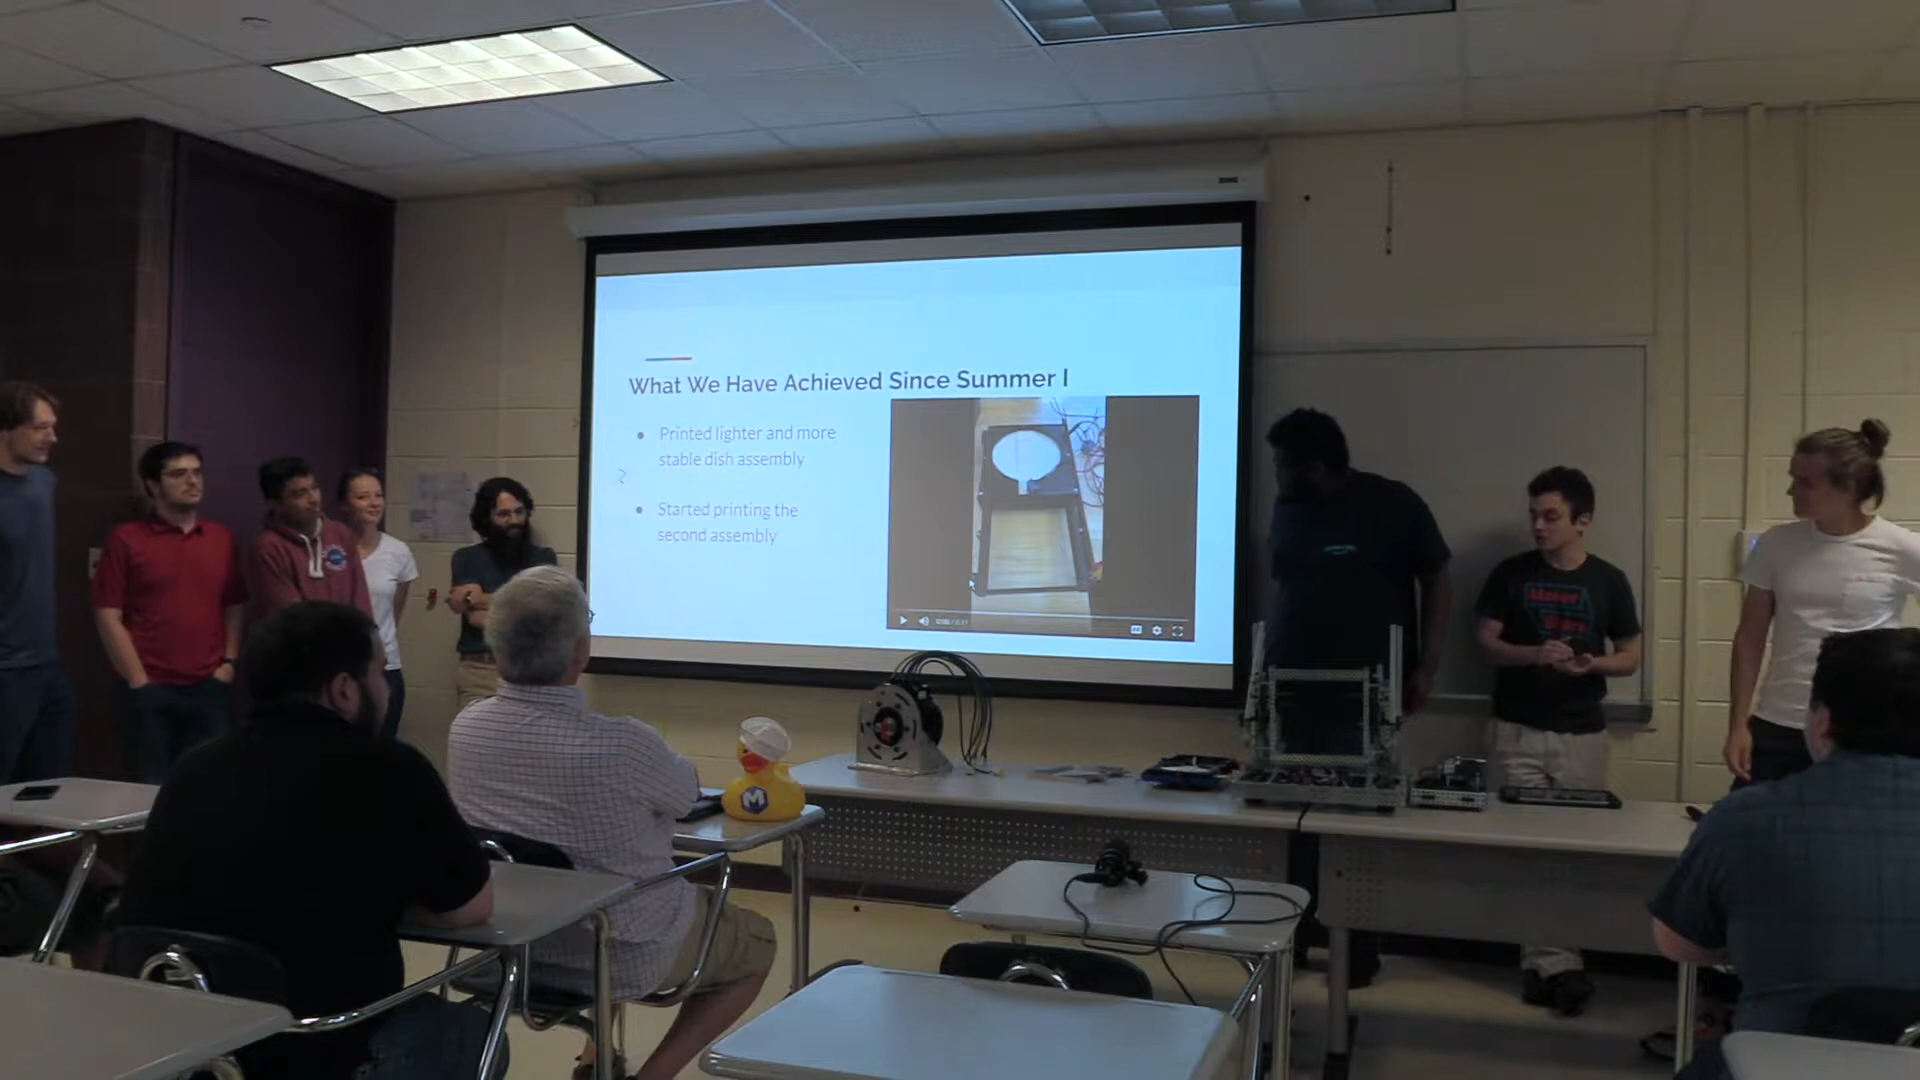 What We Have Achieved Since Summer I
Printed lighter and more
stable dish assembly
Started printing the
second assembly
M